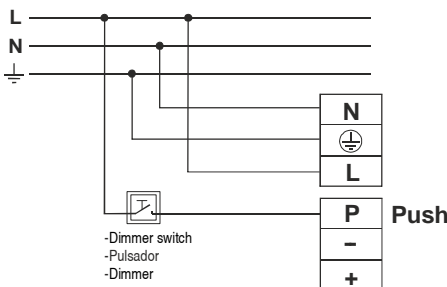 L
N
N
L
P Push
-Dimmer switch
-Pulsador
-Dimmer
–
+